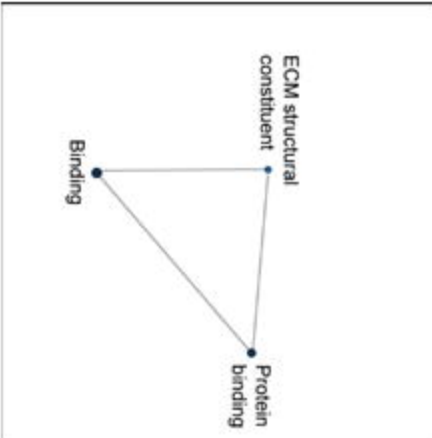 ECM structural
constituent
Binding
Protein
binding